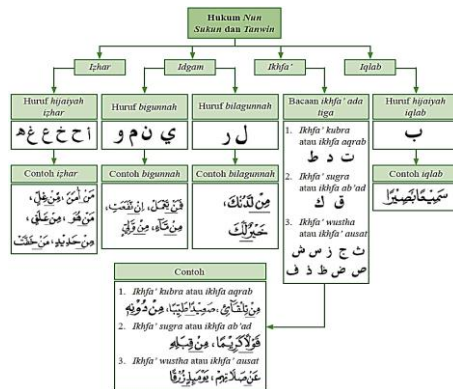 Hukum Nun
Sukun dan Tanwin
Izhar
Idgam
Ikhfa'
Iqlab
Huruf hijaiyah
izhar
ا ح خ ع غ ه
Contoh izhar
مَنْ اٰمَنَ، مِنْ غِلٍّ،
مِنْ حَدِيْدٍ، مَنْ خَلَقَ
Huruf bigunnah
ي ن م و
Contoh bigunnah
فَمَنْ يَعْمَلْ، اِنْ نَفَعَتِ،
مِنْ مَّآءٍ، مِنْ وَّلِيٍّ
Huruf bilagunnah
ل ر
Contoh bilagunnah
مِنْ لَدُنْكَ،
خَيْرٌ لَّكَ
Bacaan ikhfa' ada
tiga
1. Ikhfa' kubra
atau ikhfa aqrab
ت د ط
2. Ikhfa' sugra
atau ikhfa ab'ad
ق ك
3. Ikhfa' wustha
atau ikhfa' ausat
ث ج ز س ش
ص ض ظ ذ ف
Huruf hijaiyah
iqlab
ب
Contoh iqlab
سَمِيْعًا بَصِيْرًا
Contoh
1. Ikhfa' kubra atau ikhfa aqrab
مِنْ تِلْقَآئِ، صَعِيْدًا طَيِّبًا، مِنْ دُوْنِهٖ
2. Ikhfa' sugra atau ikhfa ab'ad
قَوْلًا كَرِيْمًا، مِنْ قَبْلِهٖ
3. Ikhfa' wustha atau ikhfa' ausat
عَنْ صَلَاتِهِمْ، يَوْمَئِذٍ زُرْقًا